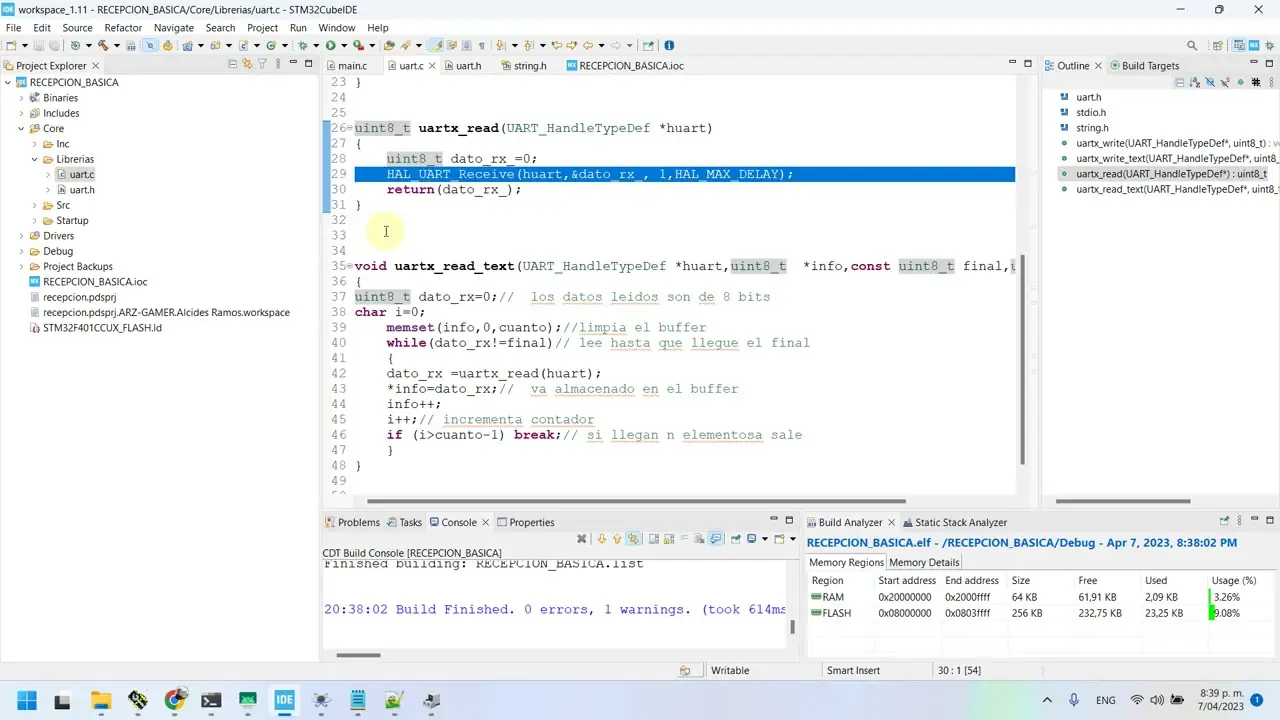 workspace_1.11 - RECEPCION_BASICA/Core/Librerias/uart.c - STM32CubeIDE
File Edit Source Refactor Navigate Search Project Run Window Help
Project Explorer
RECEPCION_BASICA
Binaries
Includes
Core
Inc
Librerias
uart.c
uart.h
Src
Startup
Drivers
Debug
Project Backups
RECEPCION_BASICA.ioc
recepcion.pdsprj
recepcion.pdsprj.ARZ-GAMER.Alcides Ramos.workspace
STM32F401CCUX_FLASH.ld
main.c uart.c uart.h string.h RECEPCION_BASICA.ioc
23 }
24
25
26 uint8_t uartx_read(UART_HandleTypeDef *huart)
27 {
28 uint8_t dato_rx_=0;
29 HAL_UART_Receive(huart,&dato_rx_, 1,HAL_MAX_DELAY);
30 return(dato_rx_);
31 }
32
33
34
35 void uartx_read_text(UART_HandleTypeDef *huart,uint8_t *info,const uint8_t final,
36 {
37 uint8_t dato_rx=0;// los datos leidos son de 8 bits
38 char i=0;
39 memset(info,0,cuanto);//limpia el buffer
40 while(dato_rx!=final)// lee hasta que llegue el final
41 {
42 dato_rx =uartx_read(huart);
43 *info=dato_rx;// va almacenado en el buffer
44 info++;
45 i++;// incrementa contador
46 if (i>cuanto-1) break;// si llegan n elementosa sale
47 }
48 }
49
Outline Build Targets
uart.h
stdio.h
string.h
uartx_write(UART_HandleTypeDef*, uint8_t) : v
uartx_write_text(UART_HandleTypeDef*, uint8
uartx_read(UART_HandleTypeDef*) : uint8_t
uartx_read_text(UART_HandleTypeDef*, uint8
Problems Tasks Console Properties
CDT Build Console [RECEPCION_BASICA]
Finished building: RECEPCION_BASICA.list
20:38:02 Build Finished. 0 errors, 1 warnings. (took 614ms
Build Analyzer Static Stack Analyzer
RECEPCION_BASICA.elf - /RECEPCION_BASICA/Debug - Apr 7, 2023, 8:38:02 PM
Memory Regions Memory Details
Region Start address End address Size Free Used Usage (%)
RAM 0x20000000 0x2000ffff 64 KB 61,91 KB 2,09 KB 3.26%
FLASH 0x08000000 0x0803ffff 256 KB 232,75 KB 23,25 KB 9.08%
Writable Smart Insert 30 : 1 [54]
IDE
ENG
8:39 p. m.
7/04/2023
1